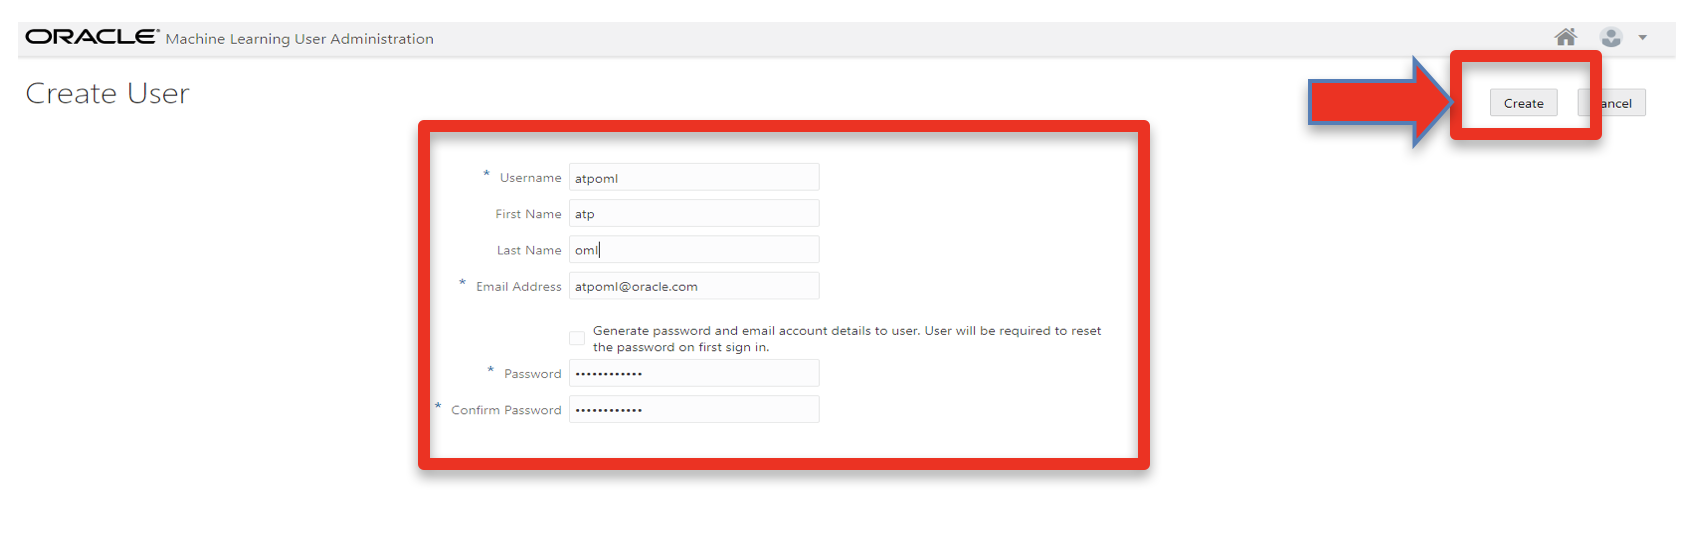 ORACLE Machine Learning User Administration
Create User
Create
ancel
* Username atpoml
First Name atp
Last Name oml
* Email Address atpoml@oracle.com
Generate password and email account details to user. User will be required to reset
the password on first sign in.
* Password ••••••••••••
* Confirm Password ••••••••••••